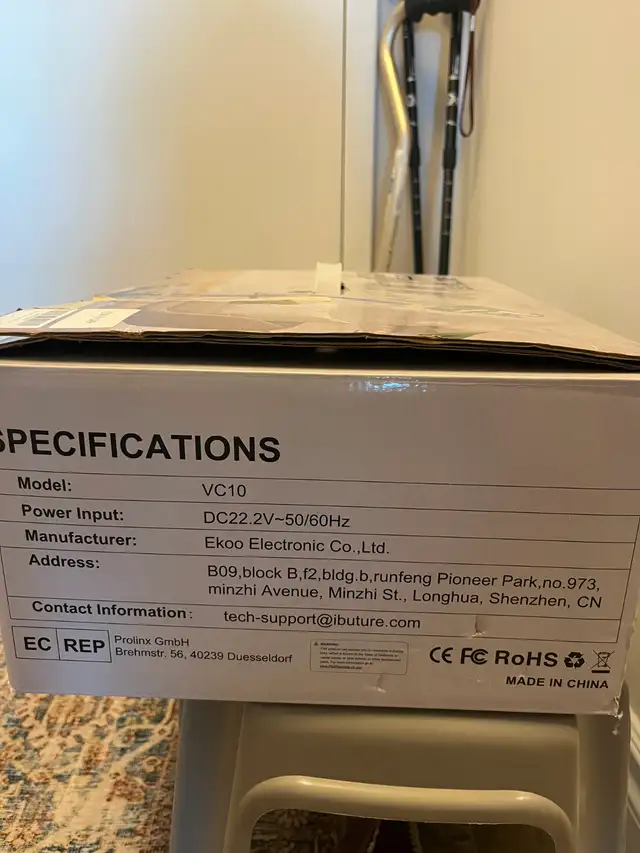 SPECIFICATIONS
Model: VC10
Power Input: DC22.2V~50/60Hz
Manufacturer: Ekoo Electronic Co.,Ltd.
Address: B09,block B,f2,bldg.b,runfeng Pioneer Park,no.973,
minzhi Avenue, Minzhi St., Longhua, Shenzhen, CN
Contact Information: tech-support@ibuture.com
EC REP Prolinx GmbH
Brehmstr. 56, 40239 Duesseldorf
WARNING:
CE FC RoHS
MADE IN CHINA